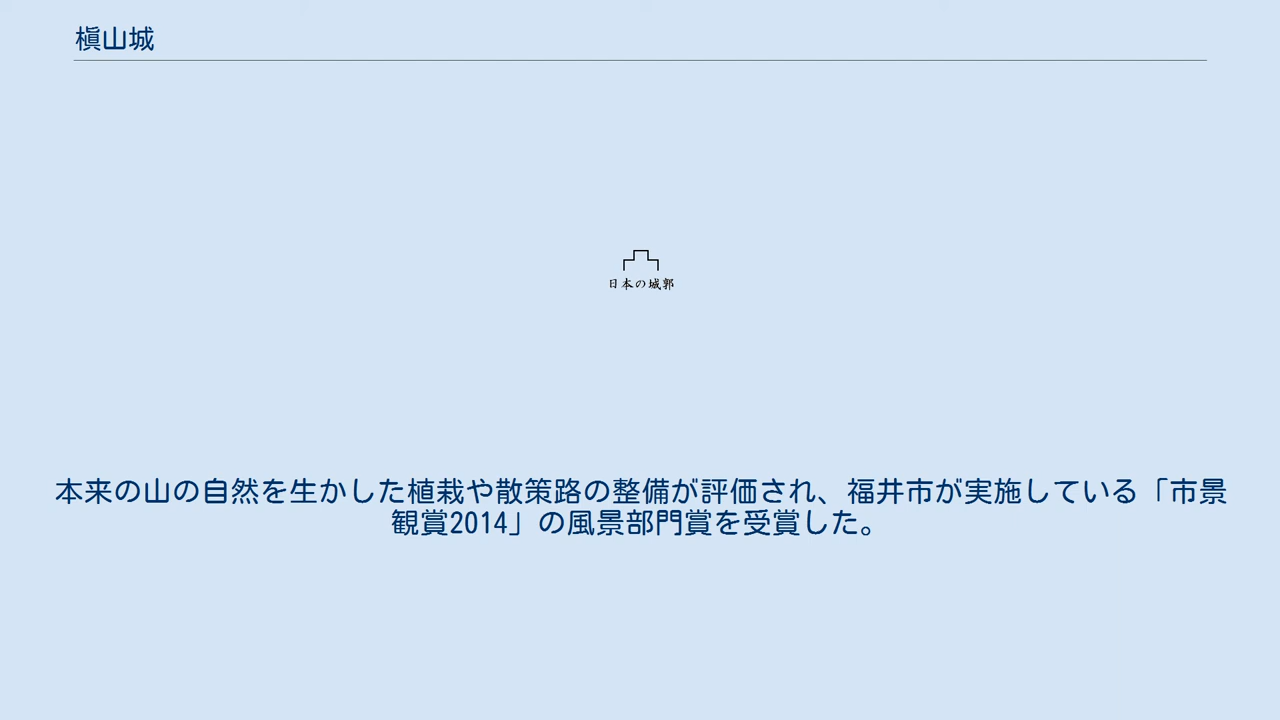 槇山城
日本の城郭
本来の山の自然を生かした植栽や散策路の整備が評価され、福井市が実施している「市景
観賞2014」の風景部門賞を受賞した。